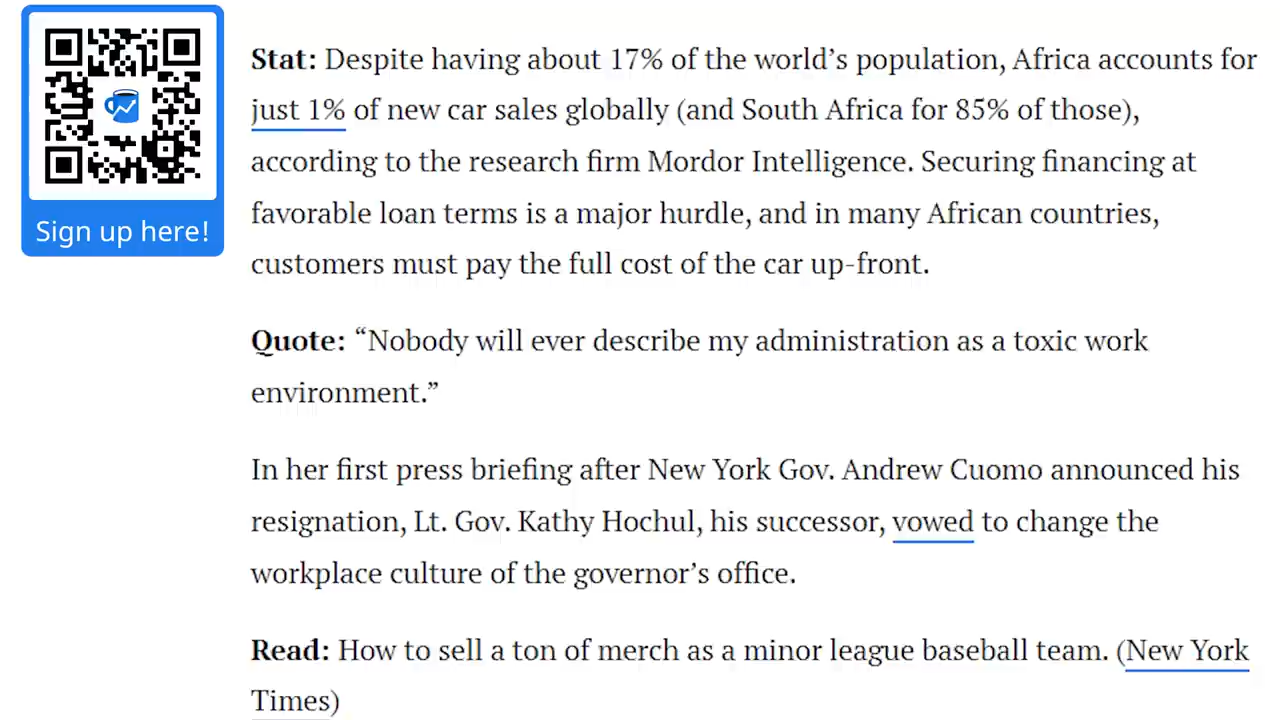 Sign up here!
Stat: Despite having about 17% of the world’s population, Africa accounts for
just 1% of new car sales globally (and South Africa for 85% of those),
according to the research firm Mordor Intelligence. Securing financing at
favorable loan terms is a major hurdle, and in many African countries,
customers must pay the full cost of the car up-front.
Quote: “Nobody will ever describe my administration as a toxic work
environment.”
In her first press briefing after New York Gov. Andrew Cuomo announced his
resignation, Lt. Gov. Kathy Hochul, his successor, vowed to change the
workplace culture of the governor’s office.
Read: How to sell a ton of merch as a minor league baseball team. (New York
Times)